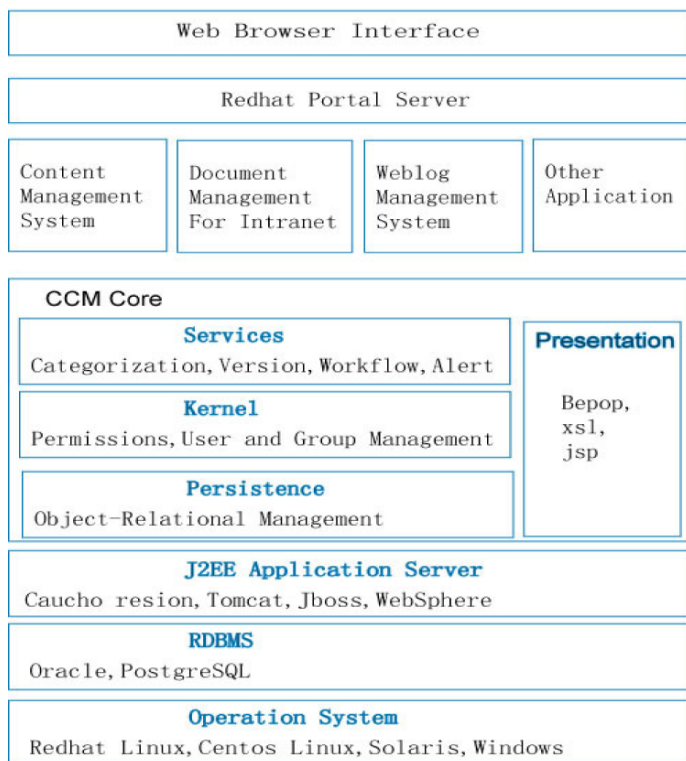 Web Browser Interface
Redhat Portal Server
Content
Management
System
Document
Management
For Intranet
Weblog
Management
System
Other
Application
CCM Core
Services
Categorization,Version,Workflow,Alert
Kernel
Permissions,User and Group Management
Persistence
Object-Relational Management
Presentation
Bepop,
xsl,
jsp
J2EE Application Server
Caucho resion,Tomcat,Jboss,WebSphere
RDBMS
Oracle,PostgreSQL
Operation System
Redhat Linux,Centos Linux,Solaris,Windows